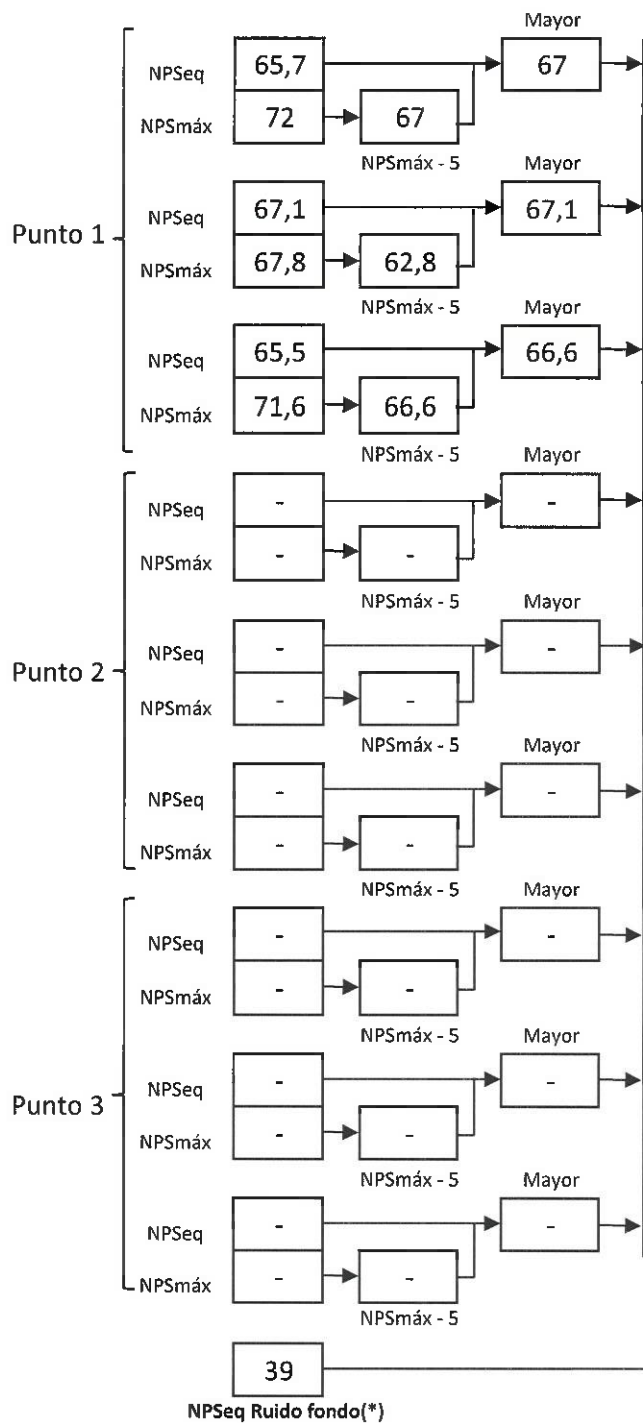 Mayor
NPSeq 65,7 67
NPSmáx 72 67
NPSmáx - 5
Mayor
NPSeq 67,1 67,1
Punto 1
NPSmáx 67,8 62,8
NPSmáx - 5
Mayor
NPSeq 65,5 66,6
NPSmáx 71,6 66,6
NPSmáx - 5
Mayor
NPSeq - -
NPSmáx - -
NPSmáx - 5
Mayor
NPSeq - -
Punto 2
NPSmáx - -
NPSmáx - 5
Mayor
NPSeq - -
NPSmáx - -
NPSmáx - 5
Mayor
NPSeq - -
NPSmáx - -
NPSmáx - 5
Mayor
NPSeq - -
Punto 3
NPSmáx - -
NPSmáx - 5
Mayor
NPSeq - -
NPSmáx - -
NPSmáx - 5
39
NPSeq Ruido fondo(*)